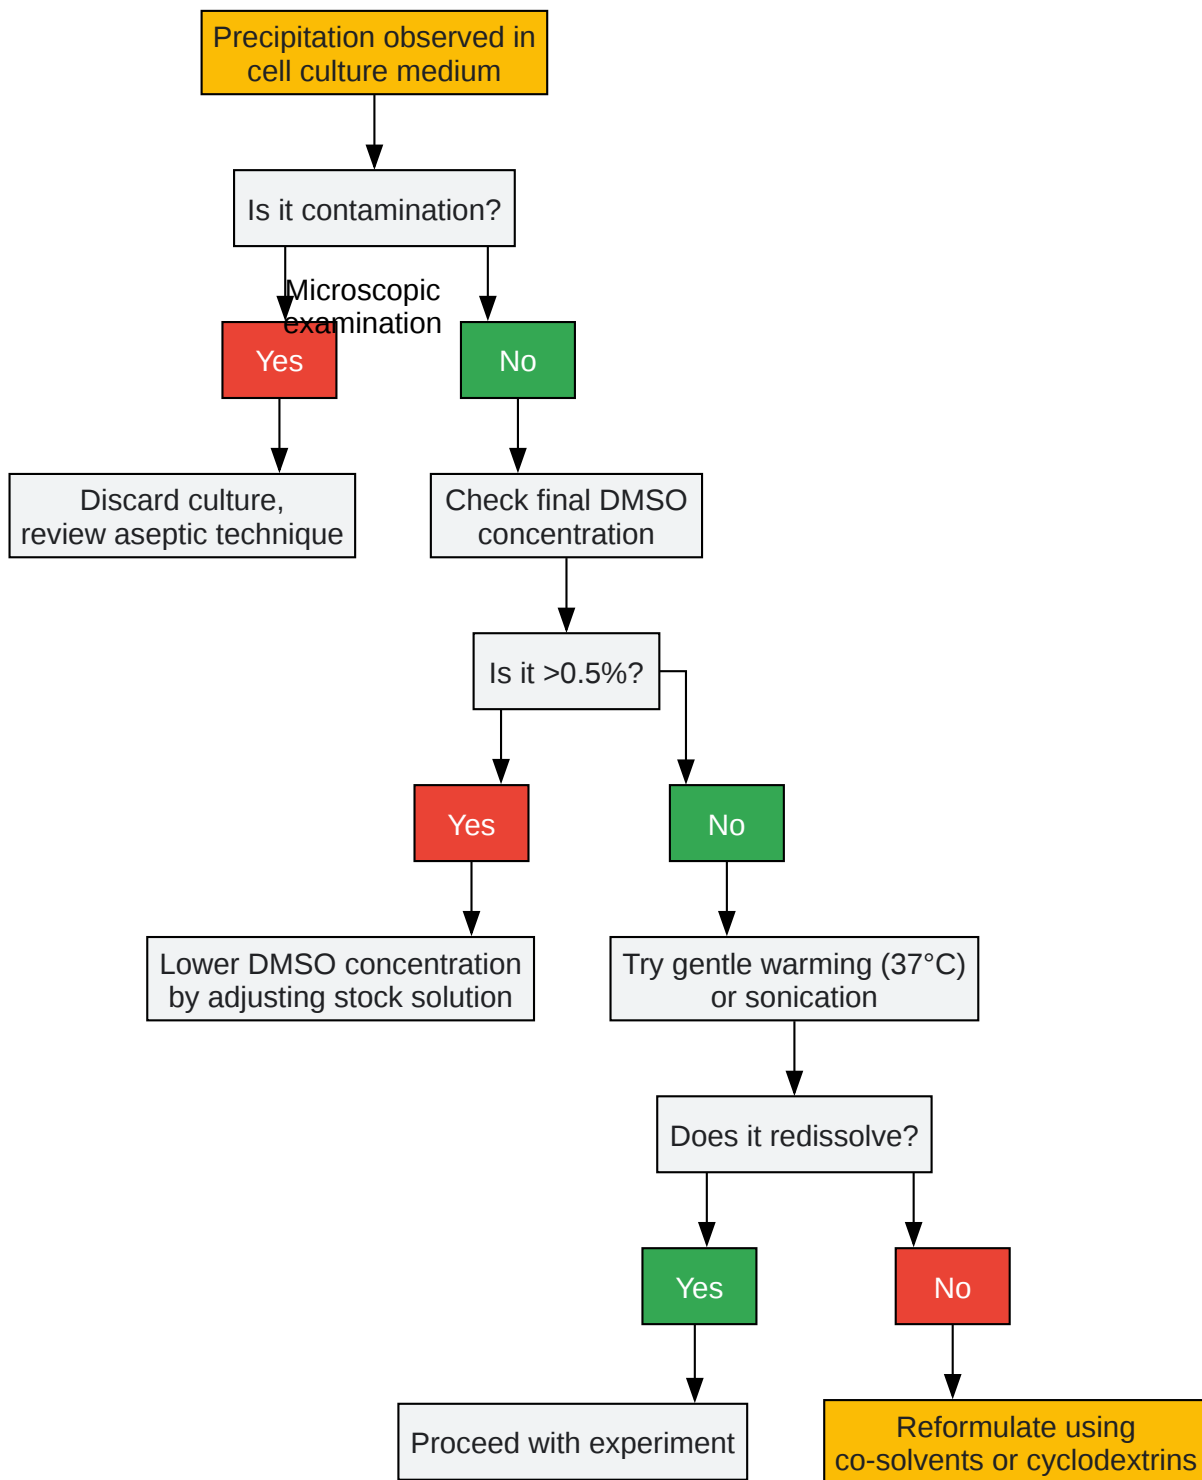 Precipitation observed in
cell culture medium
Is it contamination?
Microscopic
examination
Yes
No
Discard culture,
review aseptic technique
Check final DMSO
concentration
Is it >0.5%?
Yes
No
Lower DMSO concentration
by adjusting stock solution
Try gentle warming (37°C)
or sonication
Does it redissolve?
Yes
No
Proceed with experiment
Reformulate using
co-solvents or cyclodextrins